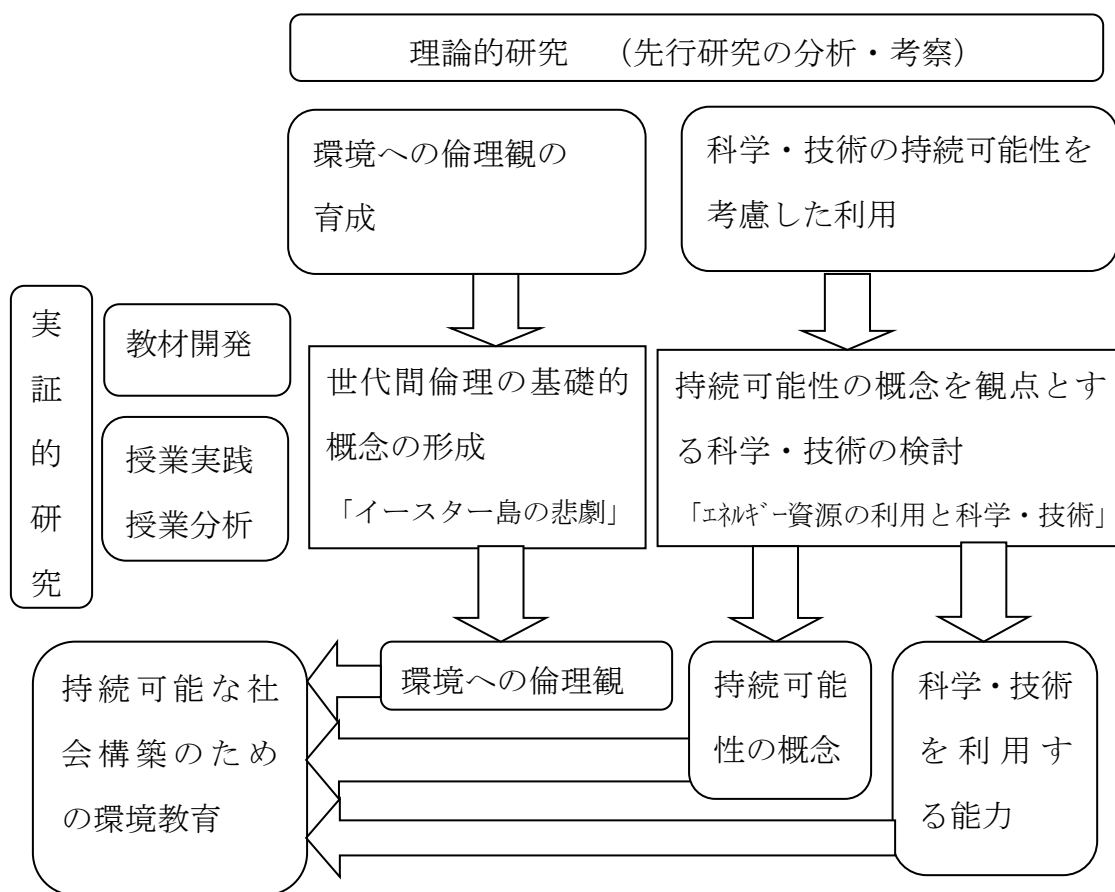 理論的研究　（先行研究の分析・考察）
環境への倫理観の
育成
科学・技術の持続可能性を
考慮した利用
実
証
的
研
究
教材開発
授業実践
授業分析
世代間倫理の基礎的
概念の形成
「イースター島の悲劇」
持続可能性の概念を観点とす
る科学・技術の検討
「ｴﾈﾙｷﾞｰ資源の利用と科学・技術」
持続可能な社
会構築のため
の環境教育
環境への倫理観
持続可能
性の概念
科学・技術
を利用す
る能力